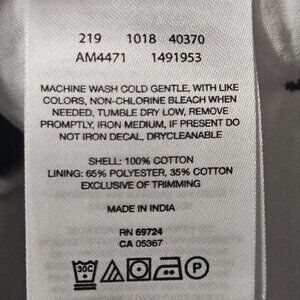 219 1018 40370
AM4471 1491953
MACHINE WASH COLD GENTLE, WITH LIKE
COLORS, NON-CHLORINE BLEACH WHEN
NEEDED, TUMBLE DRY LOW, REMOVE
PROMPTLY, IRON MEDIUM, IF PRESENT DO
NOT IRON DECAL, DRYCLEANABLE
SHELL: 100% COTTON
LINING: 65% POLYESTER, 35% COTTON
EXCLUSIVE OF TRIMMING
MADE IN INDIA
RN 69724
CA 05367
30C P